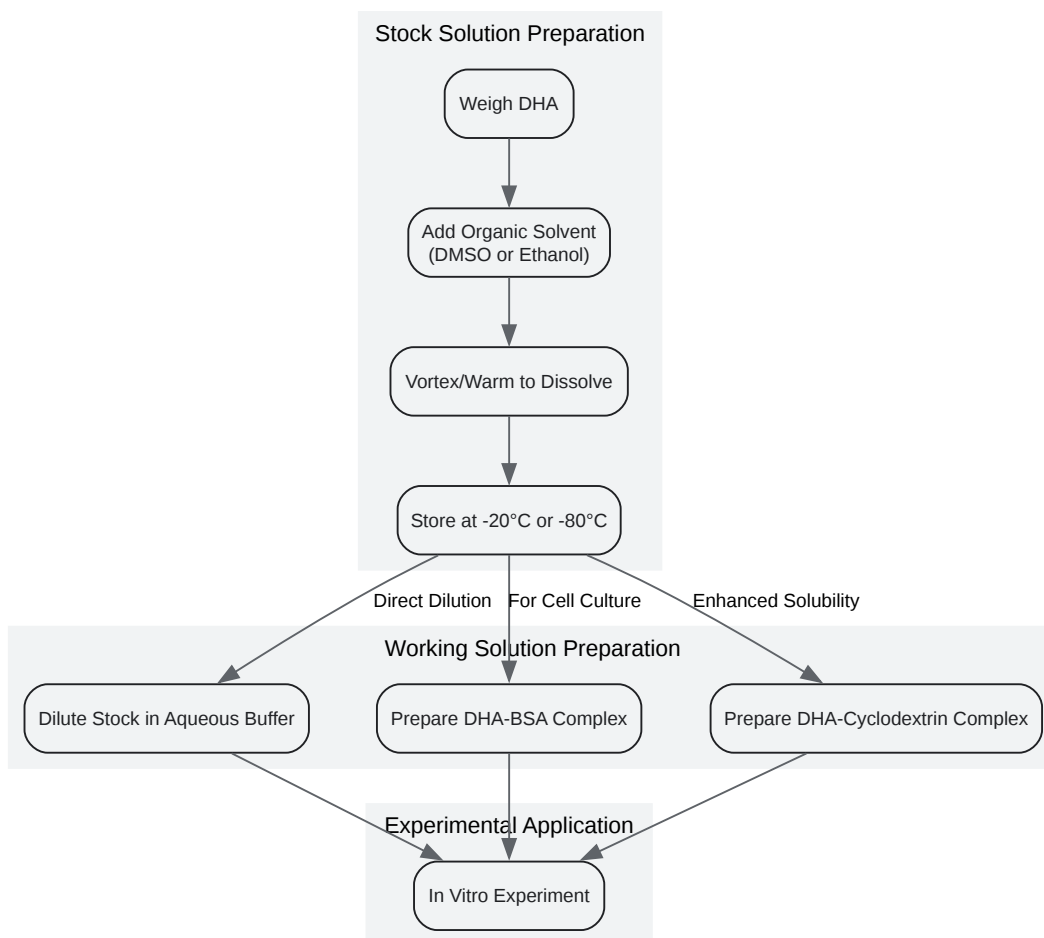 Stock Solution Preparation
Weigh DHA
Add Organic Solvent
(DMSO or Ethanol)
Vortex/Warm to Dissolve
Store at -20°C or -80°C
Direct Dilution
For Cell Culture
Enhanced Solubility
Working Solution Preparation
Dilute Stock in Aqueous Buffer
Prepare DHA-BSA Complex
Prepare DHA-Cyclodextrin Complex
Experimental Application
In Vitro Experiment